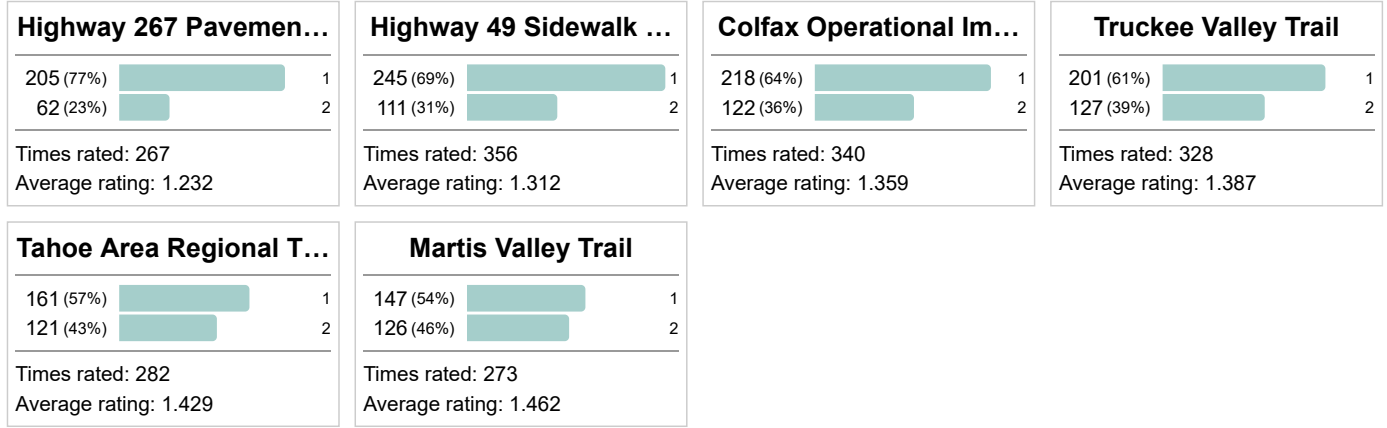 Highway 267 Pavemen…
205 (77%) 1
62 (23%) 2
Times rated: 267
Average rating: 1.232
Highway 49 Sidewalk …
245 (69%) 1
111 (31%) 2
Times rated: 356
Average rating: 1.312
Colfax Operational Im…
218 (64%) 1
122 (36%) 2
Times rated: 340
Average rating: 1.359
Truckee Valley Trail
201 (61%) 1
127 (39%) 2
Times rated: 328
Average rating: 1.387
Tahoe Area Regional T…
161 (57%) 1
121 (43%) 2
Times rated: 282
Average rating: 1.429
Martis Valley Trail
147 (54%) 1
126 (46%) 2
Times rated: 273
Average rating: 1.462